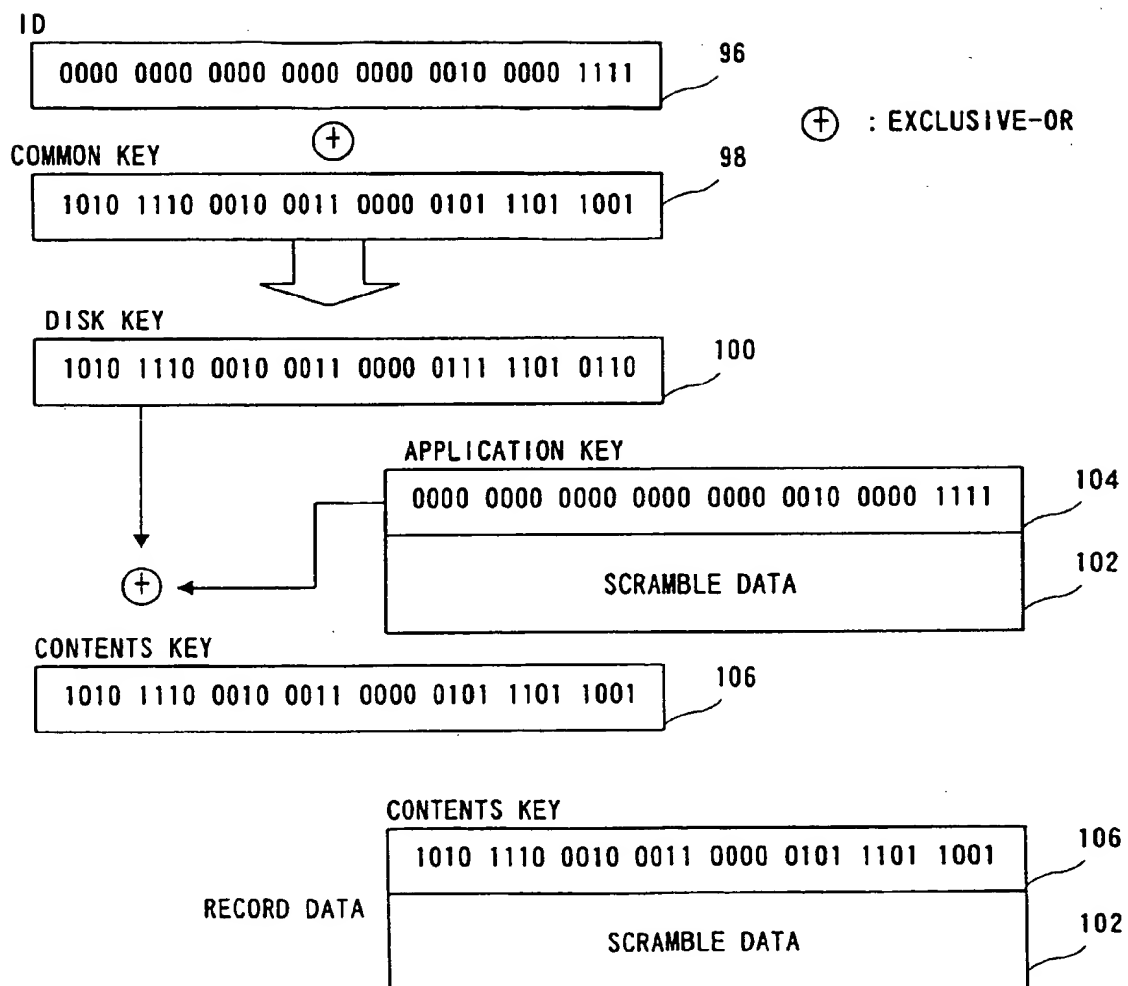 ID
0000 0000 0000 0000 0000 0010 0000 1111
96
+ : EXCLUSIVE-OR
+
COMMON KEY
98
1010 1110 0010 0011 0000 0101 1101 1001
DISK KEY
100
1010 1110 0010 0011 0000 0111 1101 0110
APPLICATION KEY
104
0000 0000 0000 0000 0000 0010 0000 1111
102
+
SCRAMBLE DATA
CONTENTS KEY
106
1010 1110 0010 0011 0000 0101 1101 1001
CONTENTS KEY
106
1010 1110 0010 0011 0000 0101 1101 1001
RECORD DATA
102
SCRAMBLE DATA